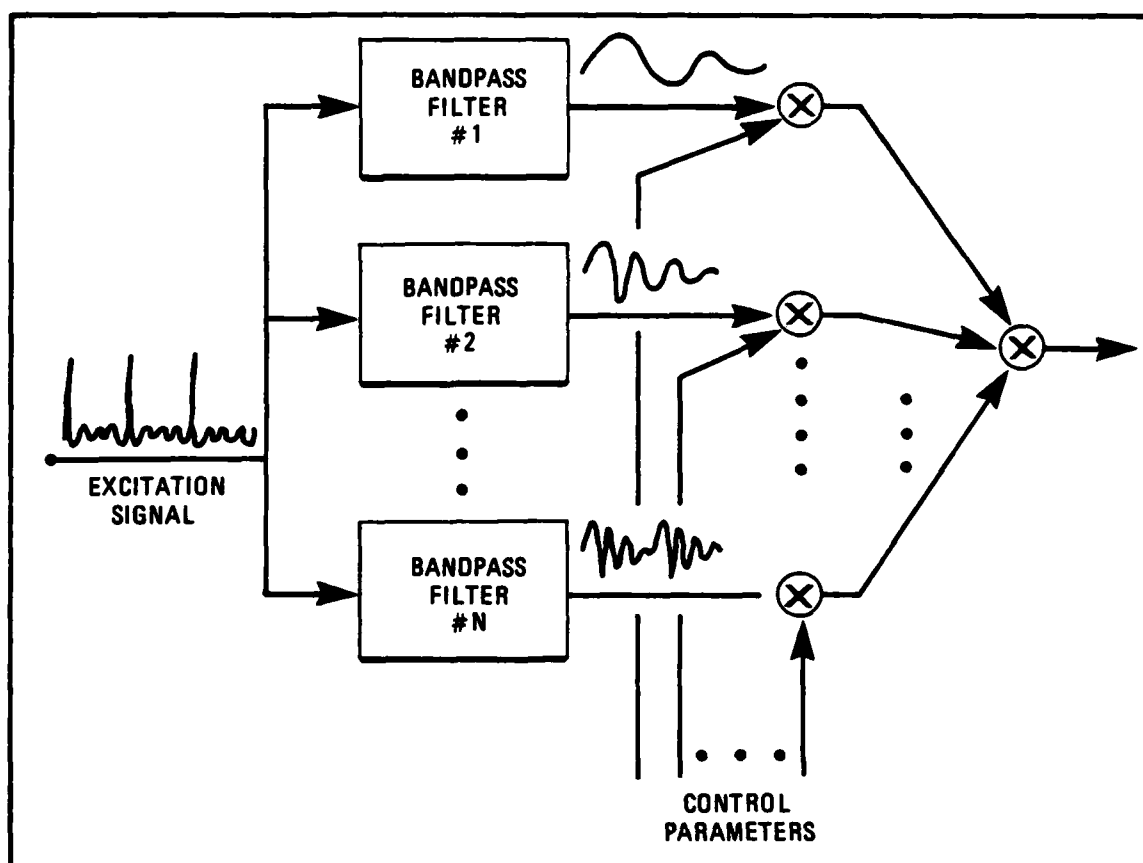 BANDPASS
FILTER
#1
BANDPASS
FILTER
#2
EXCITATION
SIGNAL
BANDPASS
FILTER
#N
CONTROL
PARAMETERS